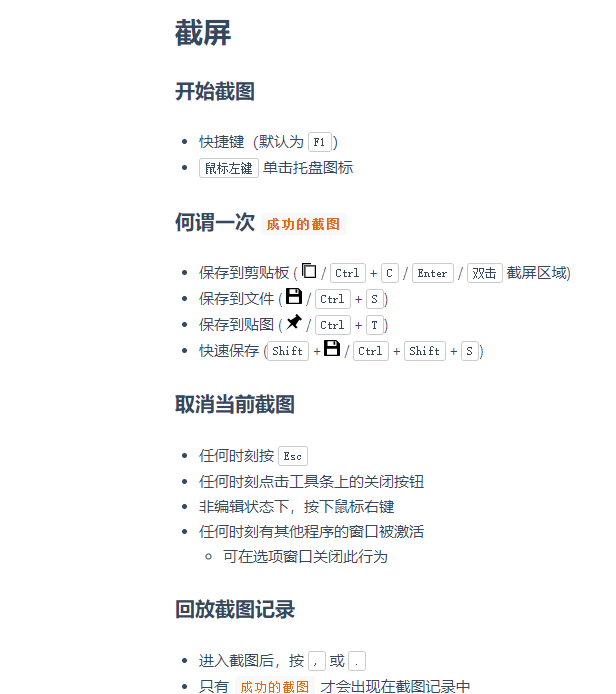 截屏
开始截图
快捷键（默认为 F1）
鼠标左键 单击托盘图标
何谓一次 成功的截图
保存到剪贴板 ( / Ctrl + C / Enter / 双击 截屏区域)
保存到文件 ( / Ctrl + S)
保存到贴图 ( / Ctrl + T)
快速保存 (Shift + / Ctrl + Shift + S)
取消当前截图
任何时刻按 Esc
任何时刻点击工具条上的关闭按钮
非编辑状态下，按下鼠标右键
任何时刻有其他程序的窗口被激活
可在选项窗口关闭此行为
回放截图记录
进入截图后，按 , 或 .
只有 成功的截图 才会出现在截图记录中